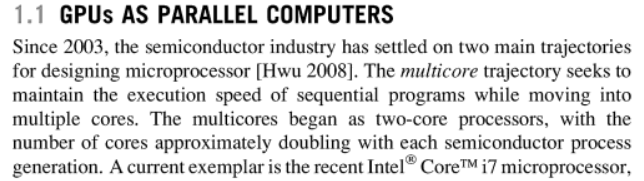 1.1 GPUs AS PARALLEL COMPUTERS
Since 2003, the semiconductor industry has settled on two main trajectories
for designing microprocessor [Hwu 2008]. The multicore trajectory seeks to
maintain the execution speed of sequential programs while moving into
multiple cores. The multicores began as two-core processors, with the
number of cores approximately doubling with each semiconductor process
generation. A current exemplar is the recent Intel® Core™ i7 microprocessor,